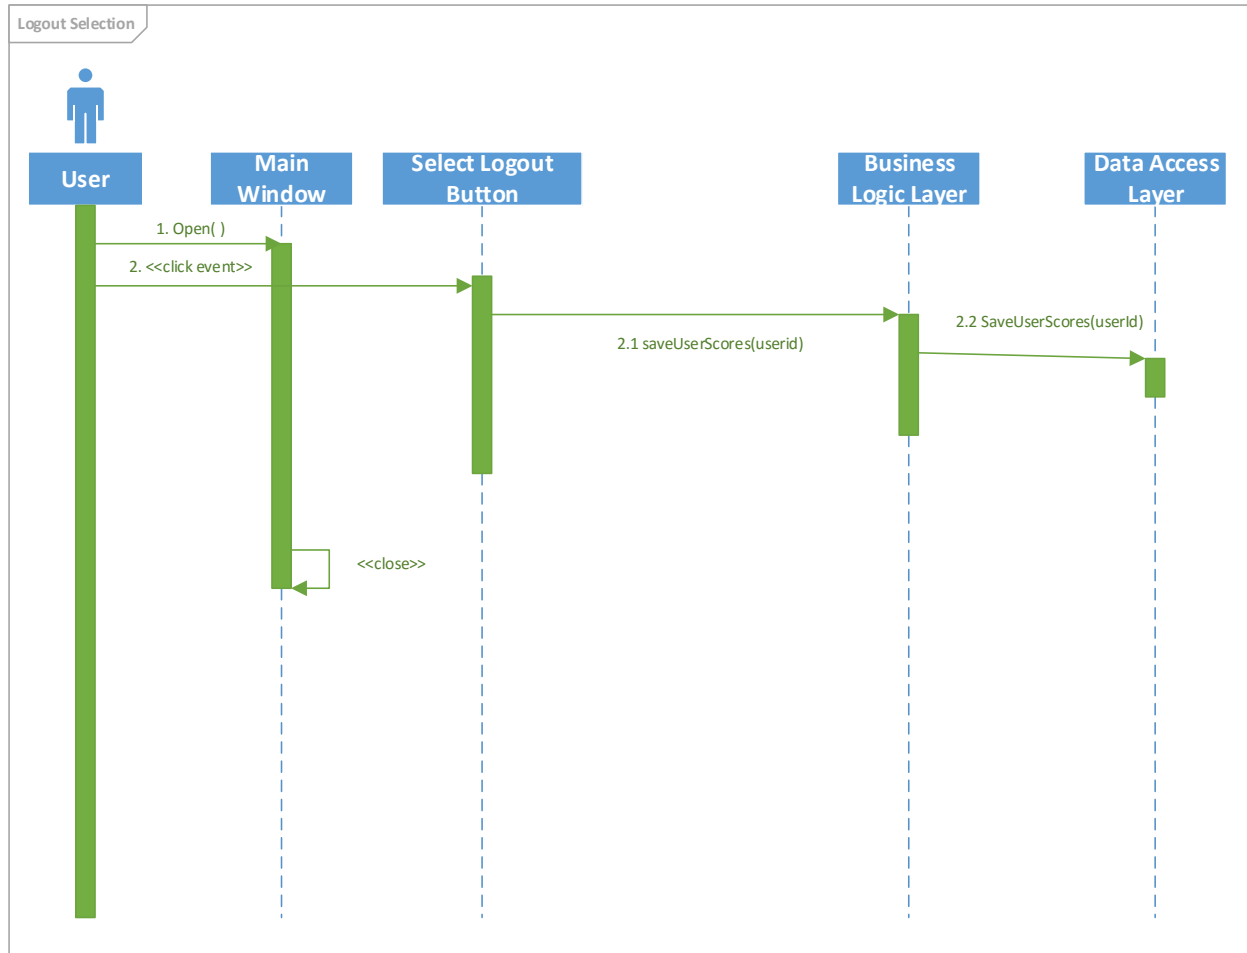 Logout Selection
User
Main
Window
Select Logout
Button
Business
Logic Layer
Data Access
Layer
1. Open( )
2. <<click event>>
2.1 saveUserScores(userid)
2.2 SaveUserScores(userId)
<<close>>